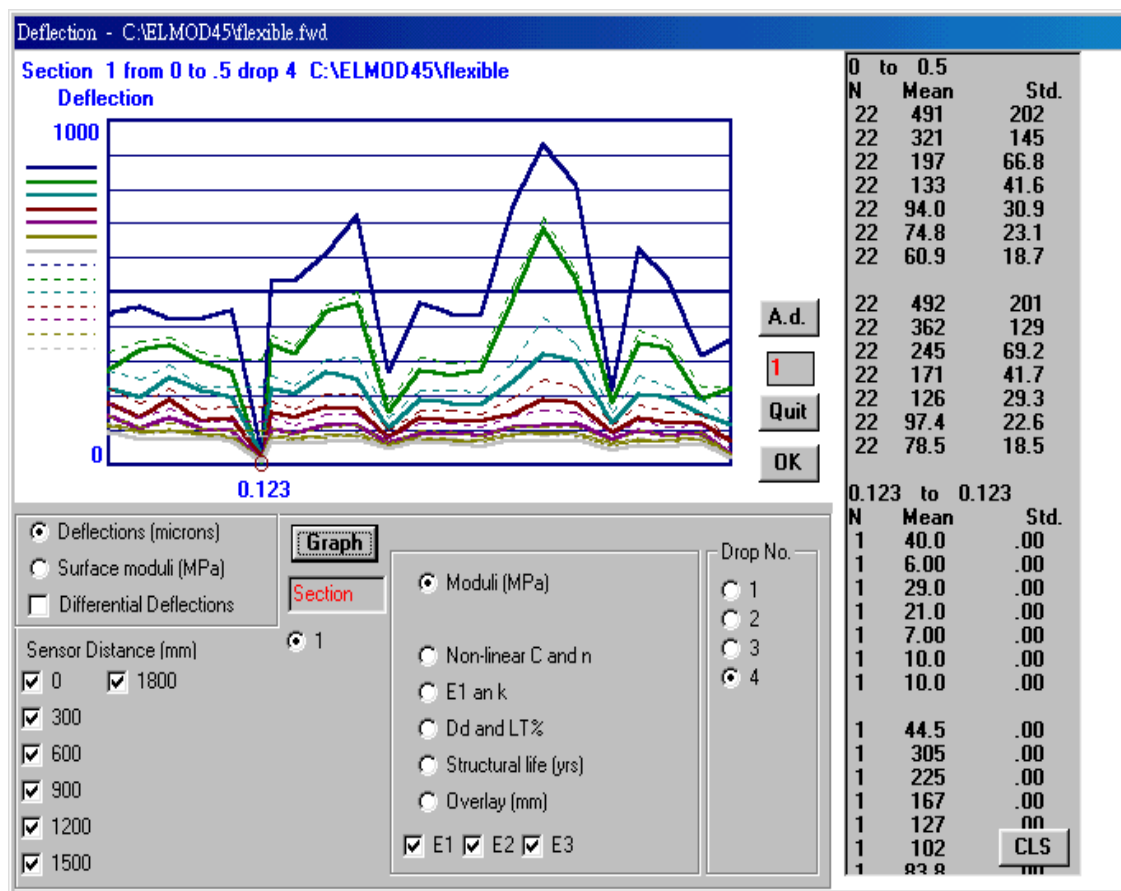 Deflection - C:\ELMOD45\flexible.fwd
Section 1 from 0 to .5 drop 4 C:\ELMOD45\flexible
Deflection
1000
0
0.123
A.d.
1
Quit
OK
0 to 0.5
N Mean Std.
22 491 202
22 321 145
22 197 66.8
22 133 41.6
22 94.0 30.9
22 74.8 23.1
22 60.9 18.7
22 492 201
22 362 129
22 245 69.2
22 171 41.7
22 126 29.3
22 97.4 22.6
22 78.5 18.5
0.123 to 0.123
N Mean Std.
1 40.0 .00
1 6.00 .00
1 29.0 .00
1 21.0 .00
1 7.00 .00
1 10.0 .00
1 10.0 .00
1 44.5 .00
1 305 .00
1 225 .00
1 167 .00
1 127 .00
1 102
1 83.8 .00
CLS
Deflections (microns)
Surface moduli (MPa)
Differential Deflections
Sensor Distance (mm)
0 1800
300
600
900
1200
1500
Graph
Section
1
Moduli (MPa)
Non-linear C and n
E1 an k
Dd and LT%
Structural life (yrs)
Overlay (mm)
E1 E2 E3
Drop No.
1
2
3
4